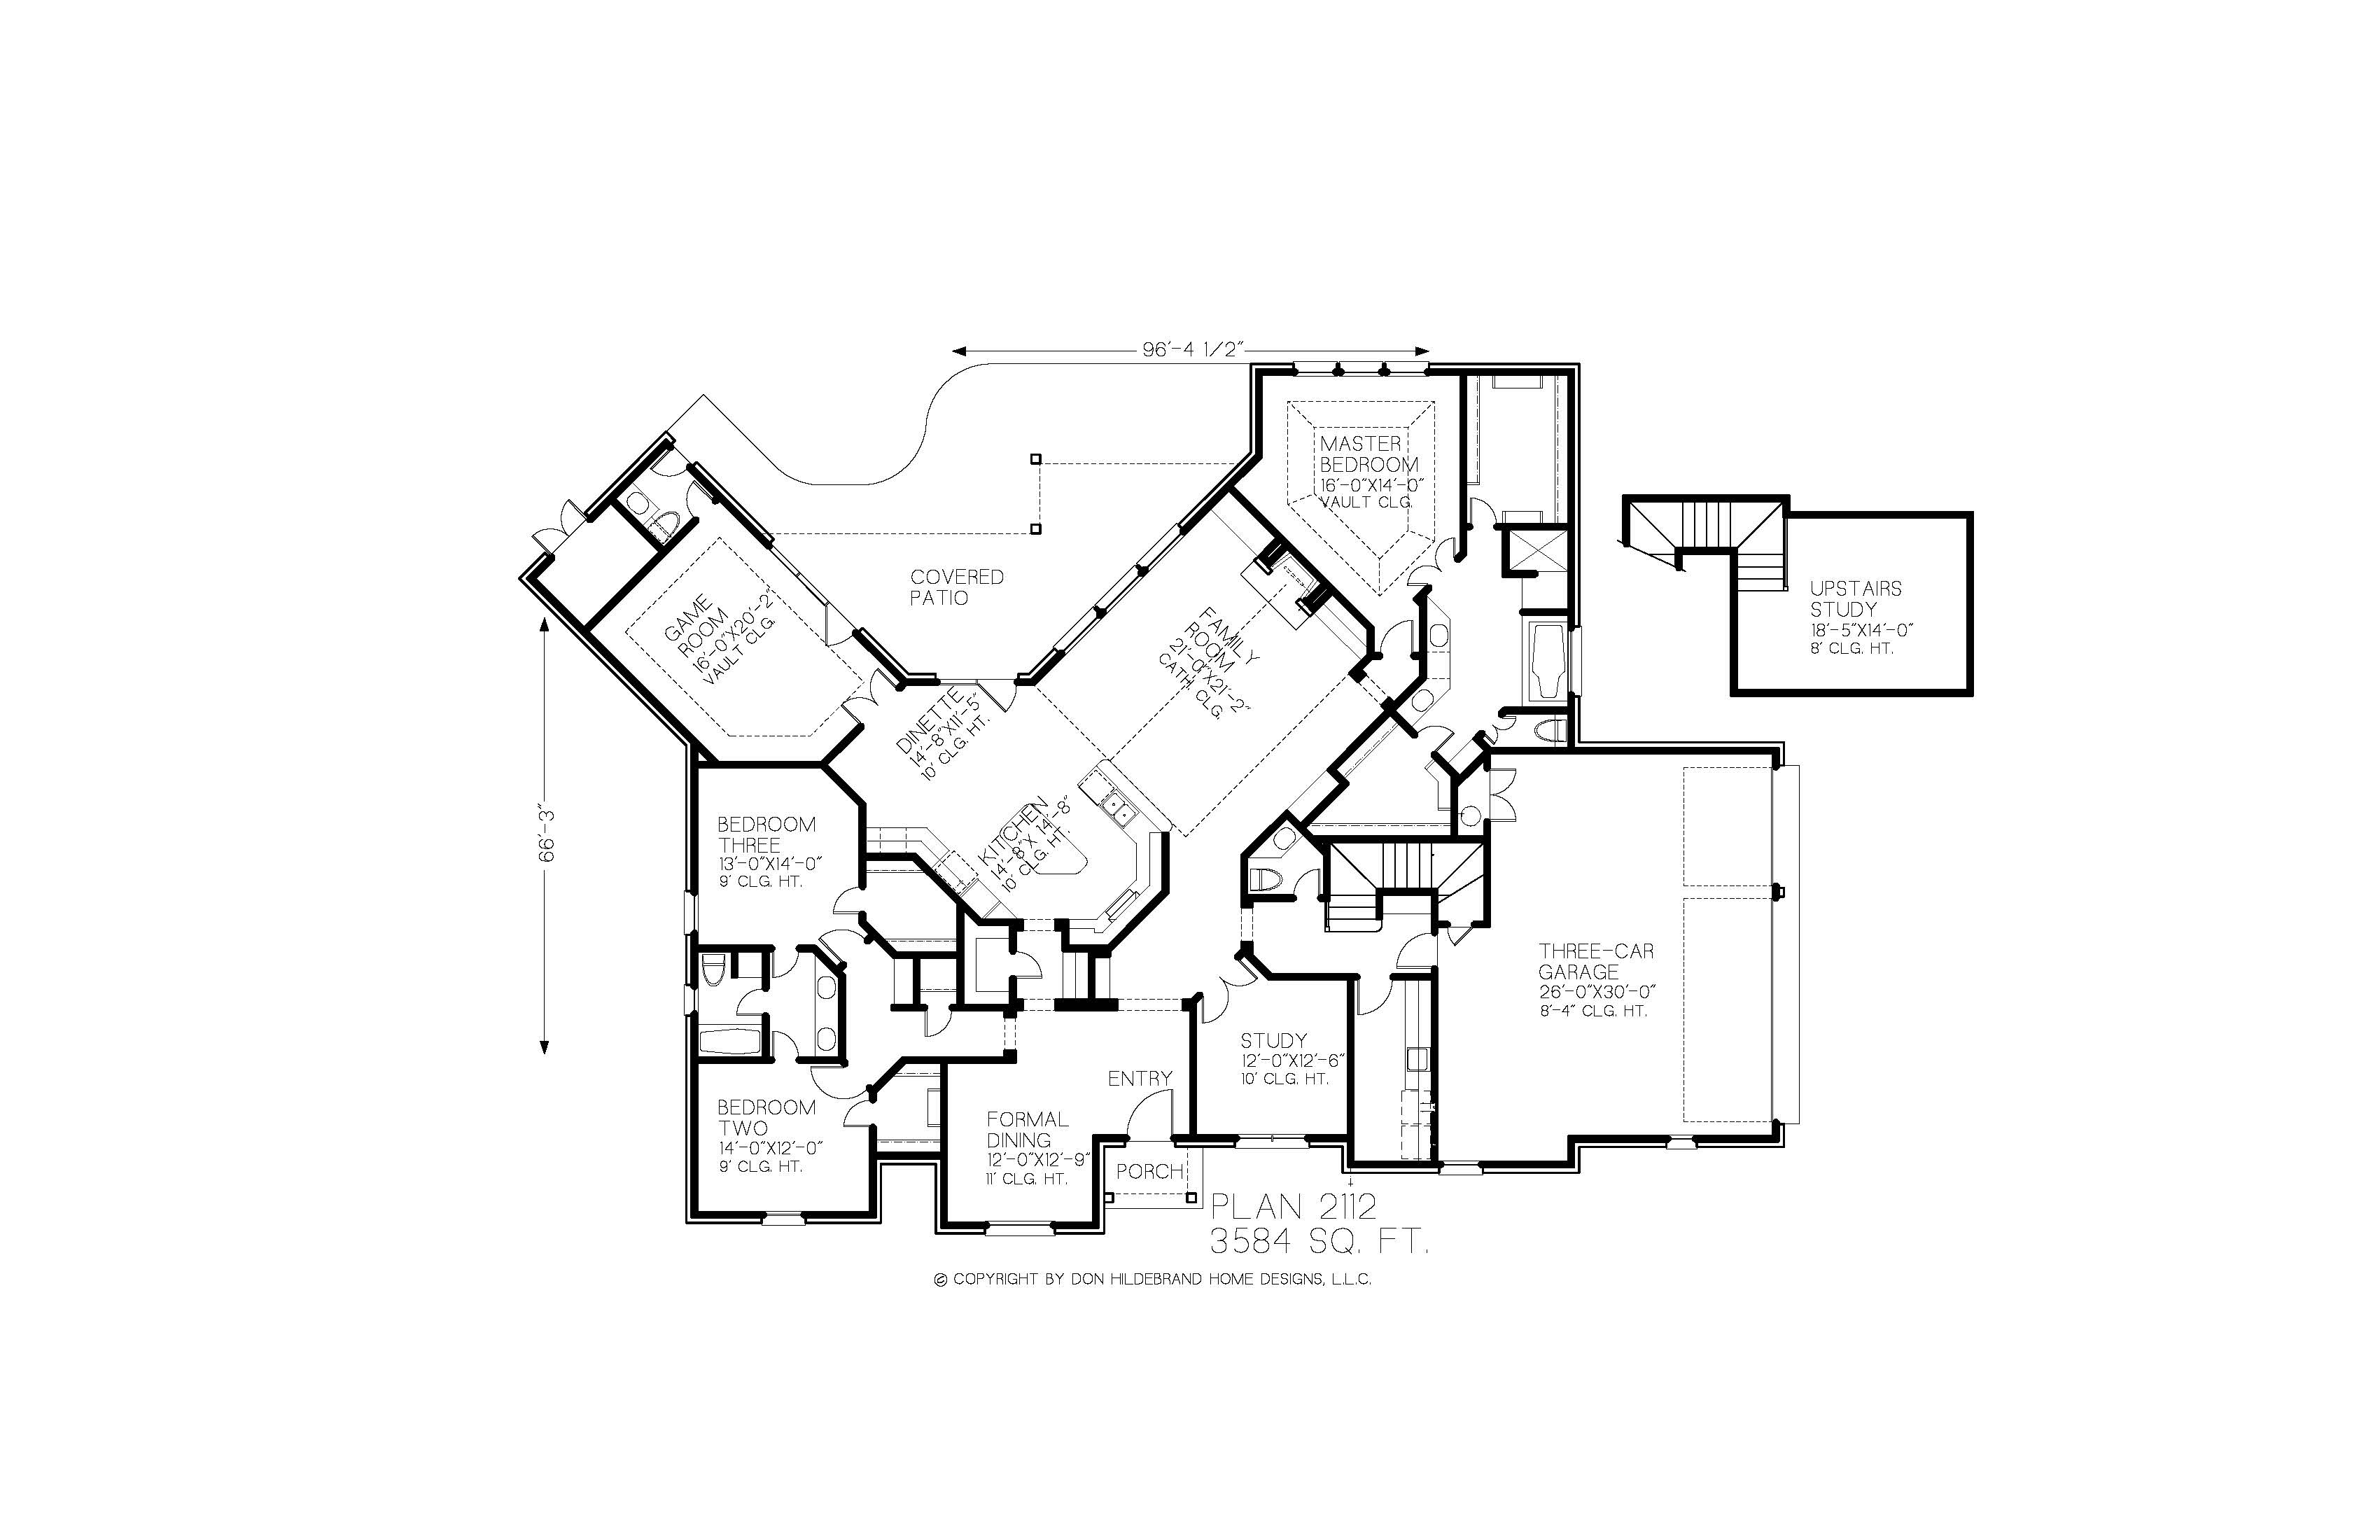 96'-4 1/2"
MASTER
BEDROOM
16'-0"X14'-0"
VAULT CLG.
COVERED
PATIO
GAME
ROOM
16'-0"X20'-2"
VAULT CLG.
FAMILY
ROOM
21'-0"X21'-2"
CATH. CLG.
UPSTAIRS
STUDY
18'-5"X14'-0"
8' CLG. HT.
DINETTE
14'-8"X11'-5"
10' CLG. HT.
66'-3"
BEDROOM
THREE
13'-0"X14'-0"
9' CLG. HT.
KITCHEN
14'-8"X 14'-8"
10' CLG. HT.
THREE-CAR
GARAGE
26'-0"X30'-0"
8'-4" CLG. HT.
STUDY
12'-0"X12'-6"
10' CLG. HT.
ENTRY
BEDROOM
TWO
14'-0"X12'-0"
9' CLG. HT.
FORMAL
DINING
12'-0"X12'-9"
11' CLG. HT.
PORCH
PLAN 2112
3584 SQ. FT.
© COPYRIGHT BY DON HILDEBRAND HOME DESIGNS, L.L.C.